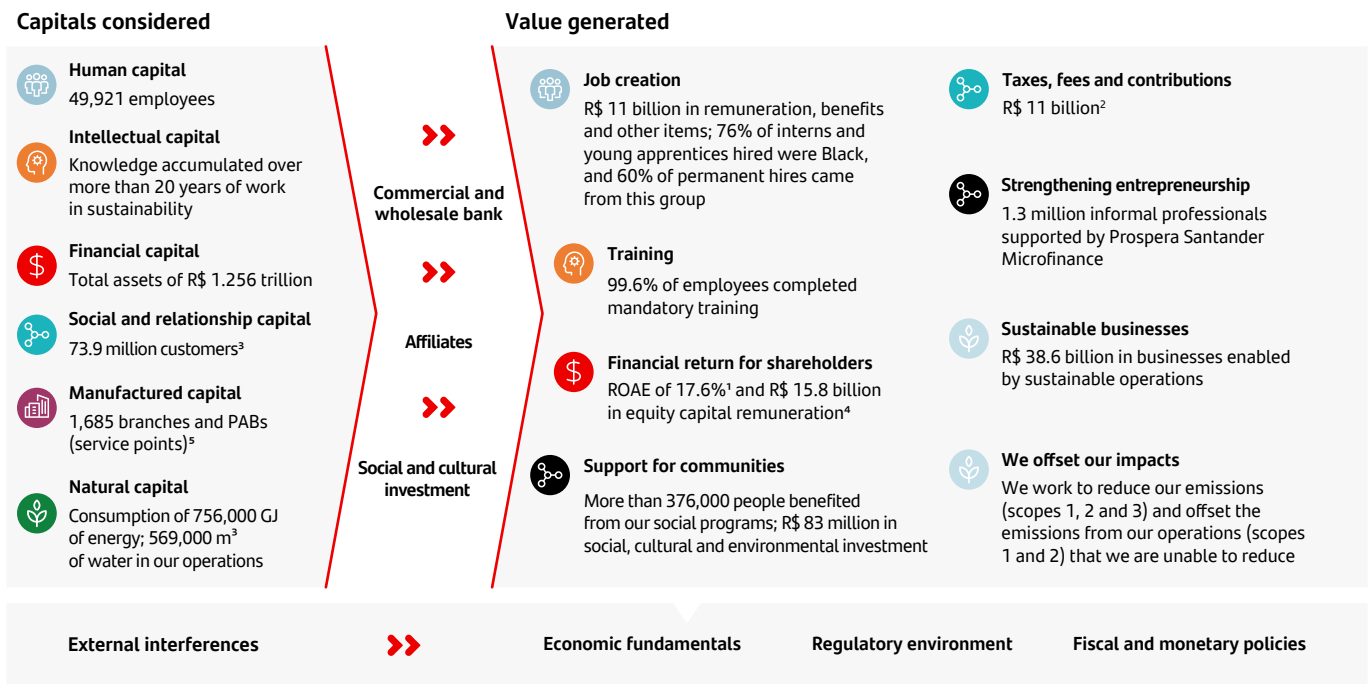 Capitals considered
Human capital
49,921 employees
Intellectual capital
Knowledge accumulated over
more than 20 years of work
in sustainability
Financial capital
Total assets of R$ 1.256 trillion
Social and relationship capital
73.9 million customers³
Manufactured capital
1,685 branches and PABs
(service points)⁵
Natural capital
Consumption of 756,000 GJ
of energy; 569,000 m³
of water in our operations
Commercial and
wholesale bank
Affiliates
Social and cultural
investment
Value generated
Job creation
R$ 11 billion in remuneration, benefits
and other items; 76% of interns and
young apprentices hired were Black,
and 60% of permanent hires came
from this group
Training
99.6% of employees completed
mandatory training
Financial return for shareholders
ROAE of 17.6%¹ and R$ 15.8 billion
in equity capital remuneration⁴
Support for communities
More than 376,000 people benefited
from our social programs; R$ 83 million in
social, cultural and environmental investment
Taxes, fees and contributions
R$ 11 billion²
Strengthening entrepreneurship
1.3 million informal professionals
supported by Prospera Santander
Microfinance
Sustainable businesses
R$ 38.6 billion in businesses enabled
by sustainable operations
We offset our impacts
We work to reduce our emissions
(scopes 1, 2 and 3) and offset the
emissions from our operations (scopes
1 and 2) that we are unable to reduce
External interferences
Economic fundamentals
Regulatory environment
Fiscal and monetary policies